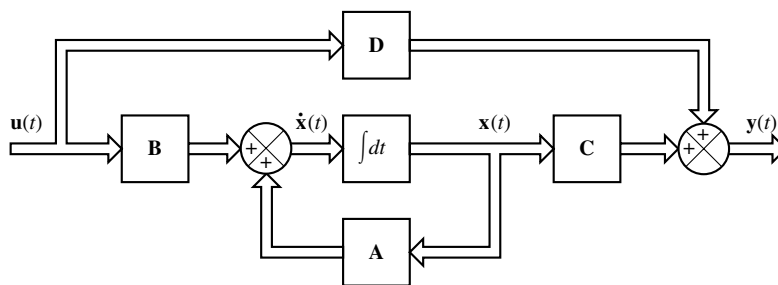 D
u(t) ẋ(t) x(t) y(t)
B + + ∫dt C + +
A